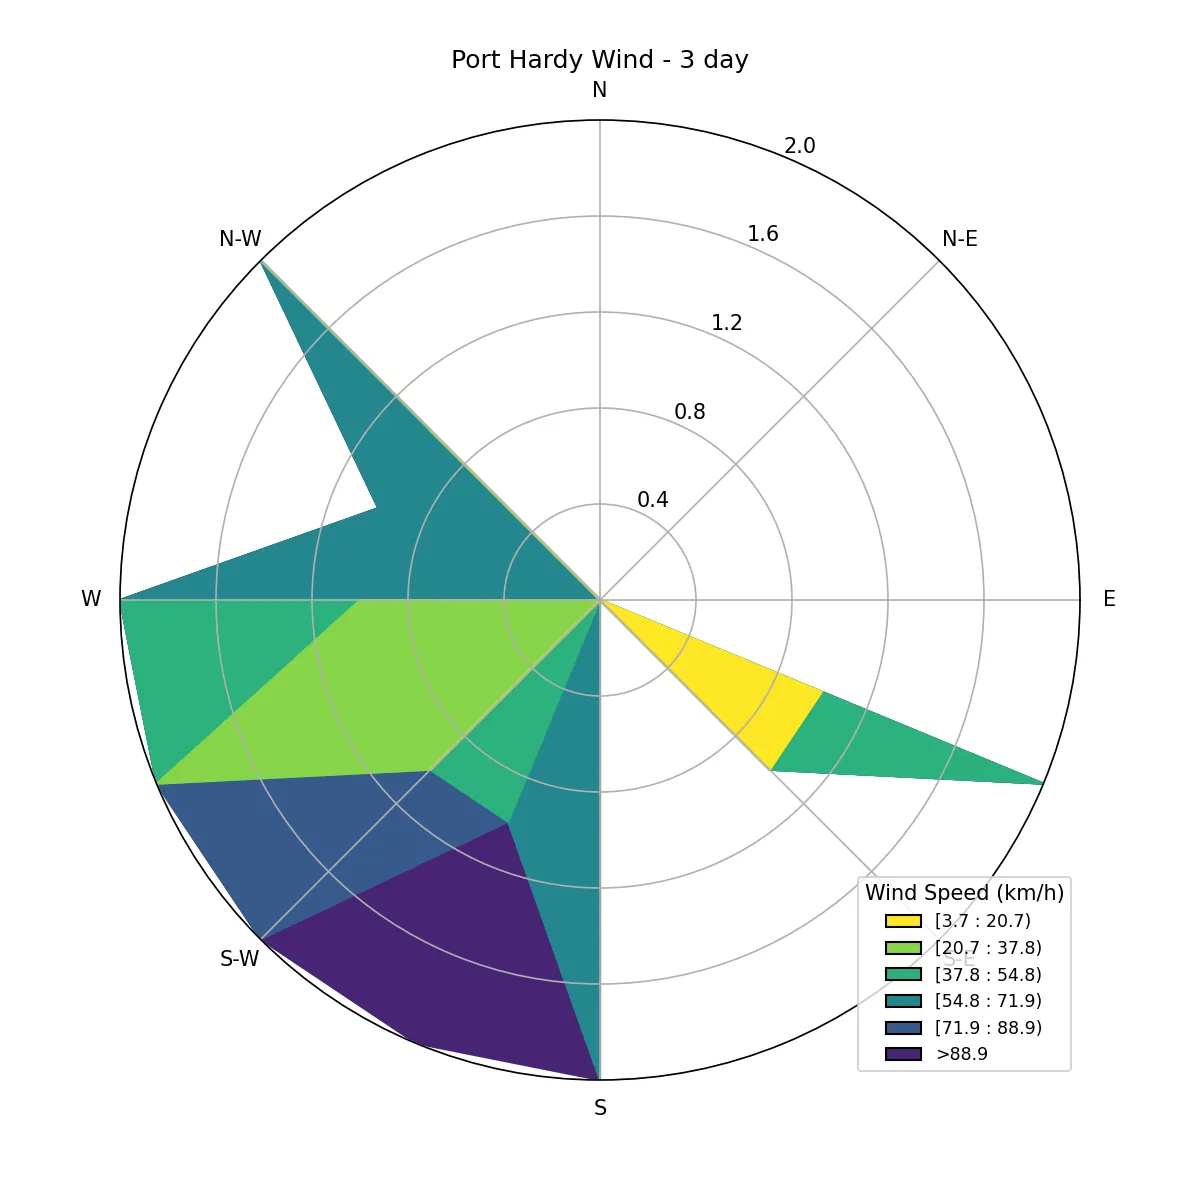 Port Hardy Wind - 3 day
N
2.0
N-W
1.6
N-E
1.2
0.8
0.4
W
E
S-W
S-E
S
Wind Speed (km/h)
[3.7 : 20.7)
[20.7 : 37.8)
[37.8 : 54.8)
[54.8 : 71.9)
[71.9 : 88.9)
>88.9